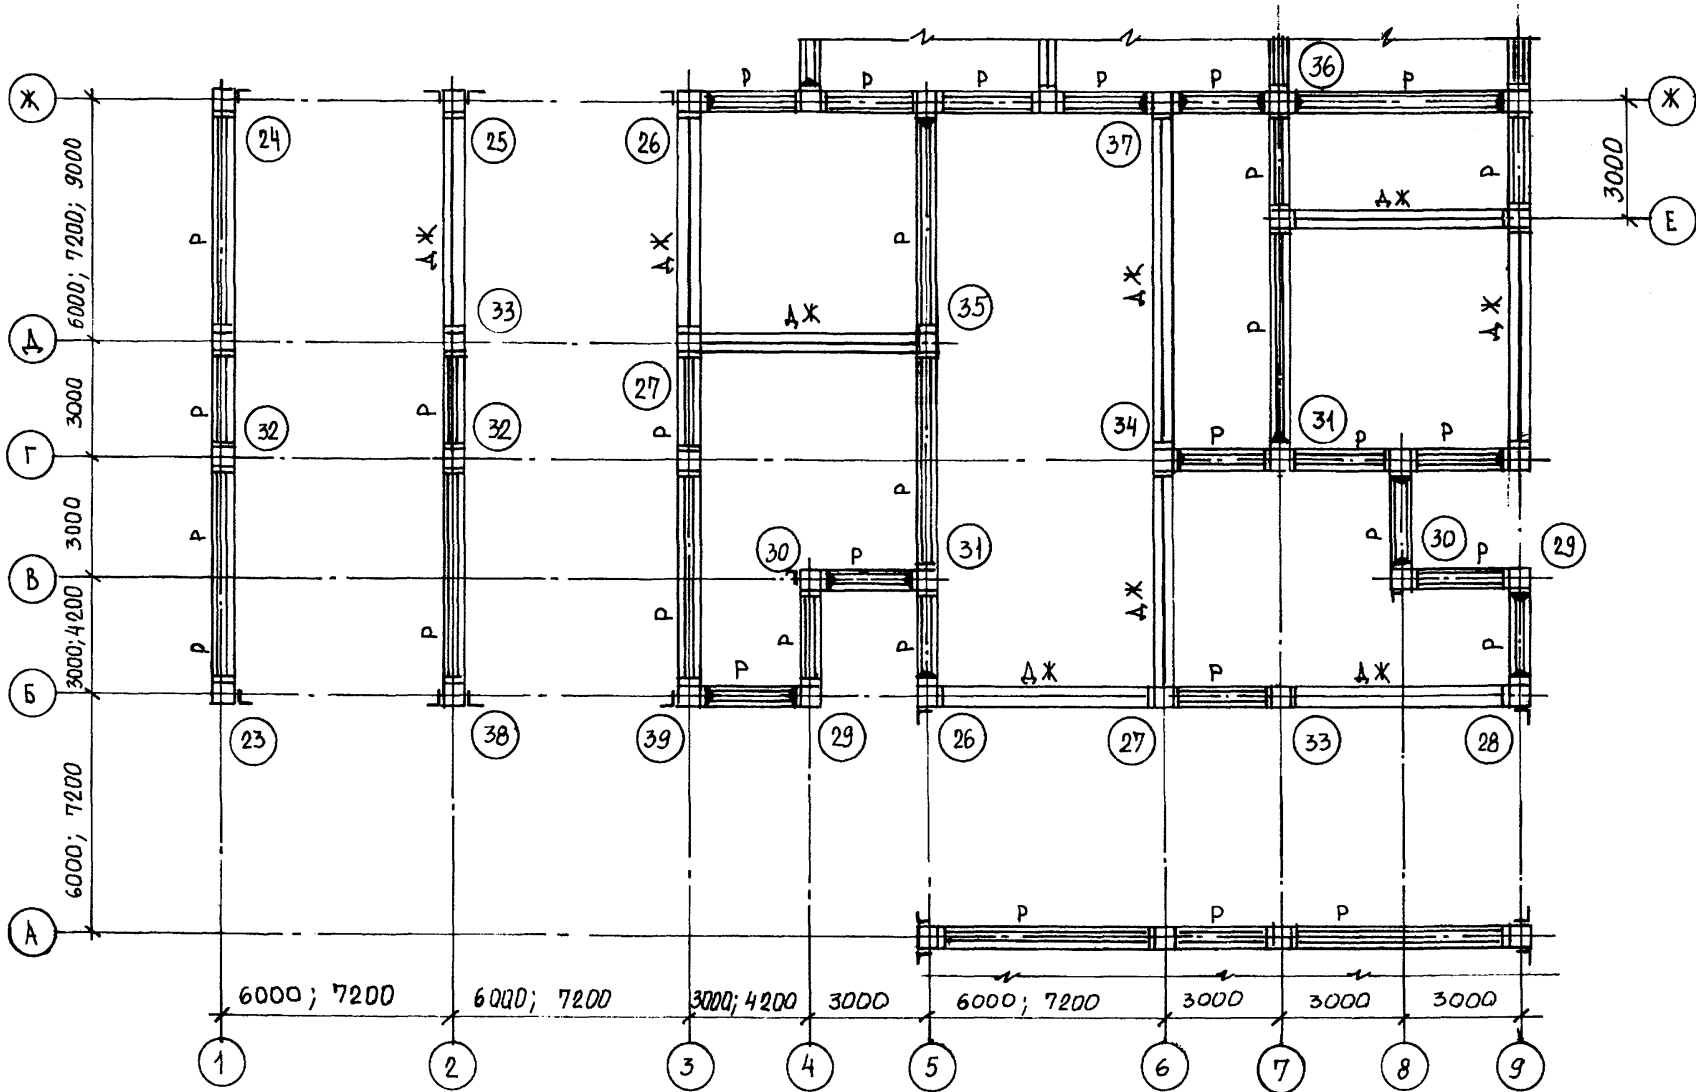 Р Р Р Р Р 36 Р
Ж Ж
24 25 26 37
6000; 7200; 9000 3000
Р Р
ДЖ
Е
Р ДЖ ДЖ Р ДЖ Р ДЖ
33 35
ДЖ
Д
27
3000 Р Р Р
32 32 34 31
Р Р Р
Г
3000 Р Р
30 Р 31 Р 30 Р 29
В
3000; 4200 Р Р Р Р Р ДЖ Р
Р ДЖ Р ДЖ
Б
23 38 39 29 26 27 33 28
6000; 7200
Р Р Р
А
6000; 7200 6000; 7200 3000; 4200 3000 6000; 7200 3000 3000 3000
1 2 3 4 5 6 7 8 9